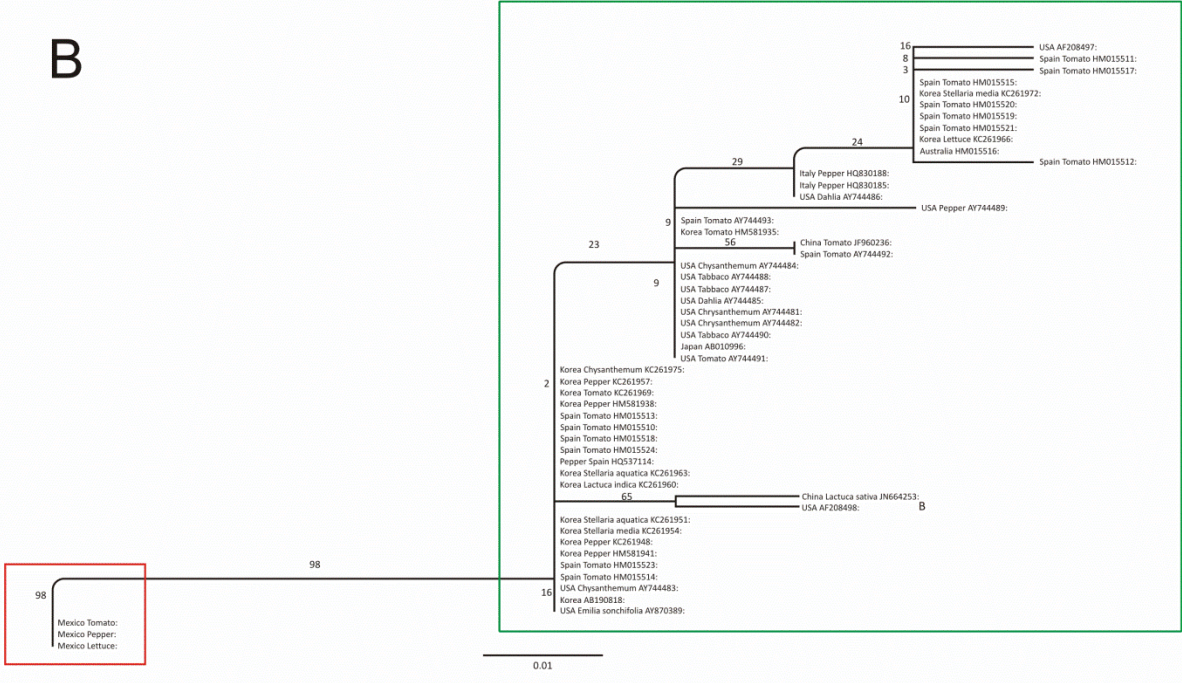 B
16
USA AF208497:
8
Spain Tomato HM015511:
3
Spain Tomato HM015517:
Spain Tomato HM015515:
Korea Stellaria media KC261972:
10
Spain Tomato HM015520:
Spain Tomato HM015519:
Spain Tomato HM015521:
Korea Lettuce KC261966:
24
Australia HM015516:
Spain Tomato HM015512:
29
Italy Pepper HQ830188:
Italy Pepper HQ830185:
USA Dahlia AY744486:
USA Pepper AY744489:
9
Spain Tomato AY744493:
Korea Tomato HM581935:
23
56
China Tomato JF960236:
Spain Tomato AY744492:
USA Chysanthemum AY744484:
USA Tabbaco AY744488:
9
USA Tabbaco AY744487:
USA Dahlia AY744485:
USA Chrysanthemum AY744481:
USA Chrysanthemum AY744482:
USA Tabbaco AY744490:
Japan AB010996:
USA Tomato AY744491:
Korea Chysanthemum KC261975:
2
Korea Pepper KC261957:
Korea Tomato KC261969:
Korea Pepper HM581938:
Spain Tomato HM015513:
Spain Tomato HM015510:
Spain Tomato HM015518:
Spain Tomato HM015524:
Pepper Spain HQ537114:
Korea Stellaria aquatica KC261963:
Korea Lactuca indica KC261960:
65
China Lactuca sativa JN664253:
USA AF208498:
B
Korea Stellaria aquatica KC261951:
Korea Stellaria media KC261954:
Korea Pepper KC261948:
Korea Pepper HM581941:
Spain Tomato HM015523:
98
Spain Tomato HM015514:
16
USA Chysanthemum AY744483:
Korea AB190818:
USA Emilia sonchifolia AY870389:
98
Mexico Tomato:
Mexico Pepper:
Mexico Lettuce:
0.01